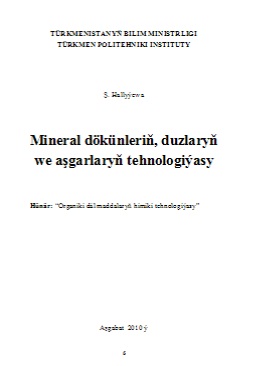 TÜRKMENISTANYŇ BILIM MINISTRLIGI
TÜRKMEN POLITEHNIKI INSTITUTY
Ş. Hallyýewa
Mineral dökünleriň, duzlaryň
we aşgarlaryň tehnologiýasy
Hünär: “Organiki däl maddalaryň himiki tehnologiýasy”
Aşgabat 2010 ý